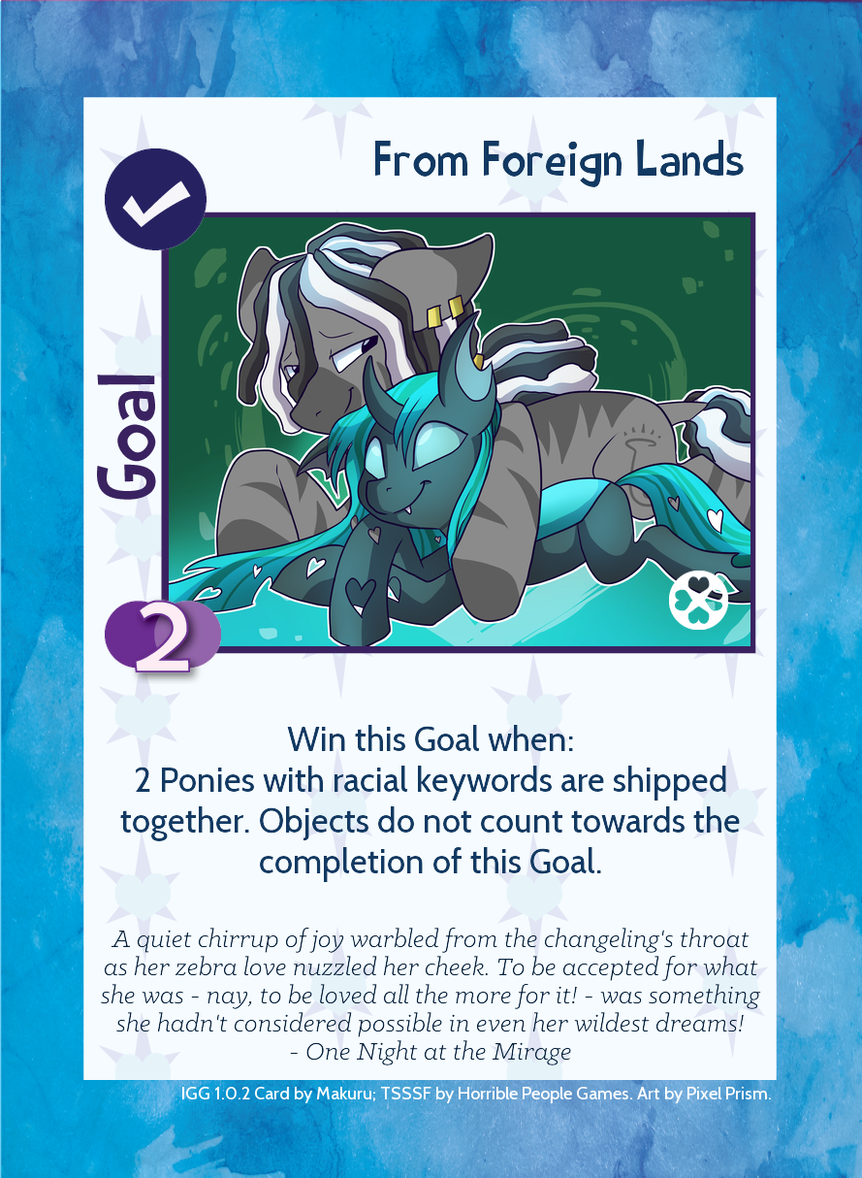 From Foreign Lands
Goal
2
Win this Goal when:
2 Ponies with racial keywords are shipped
together. Objects do not count towards the
completion of this Goal.
A quiet chirrup of joy warbled from the changeling's throat
as her zebra love nuzzled her cheek. To be accepted for what
she was - nay, to be loved all the more for it! - was something
she hadn't considered possible in even her wildest dreams!
- One Night at the Mirage
IGG 1.0.2 Card by Makuru; TSSSF by Horrible People Games. Art by Pixel Prism.